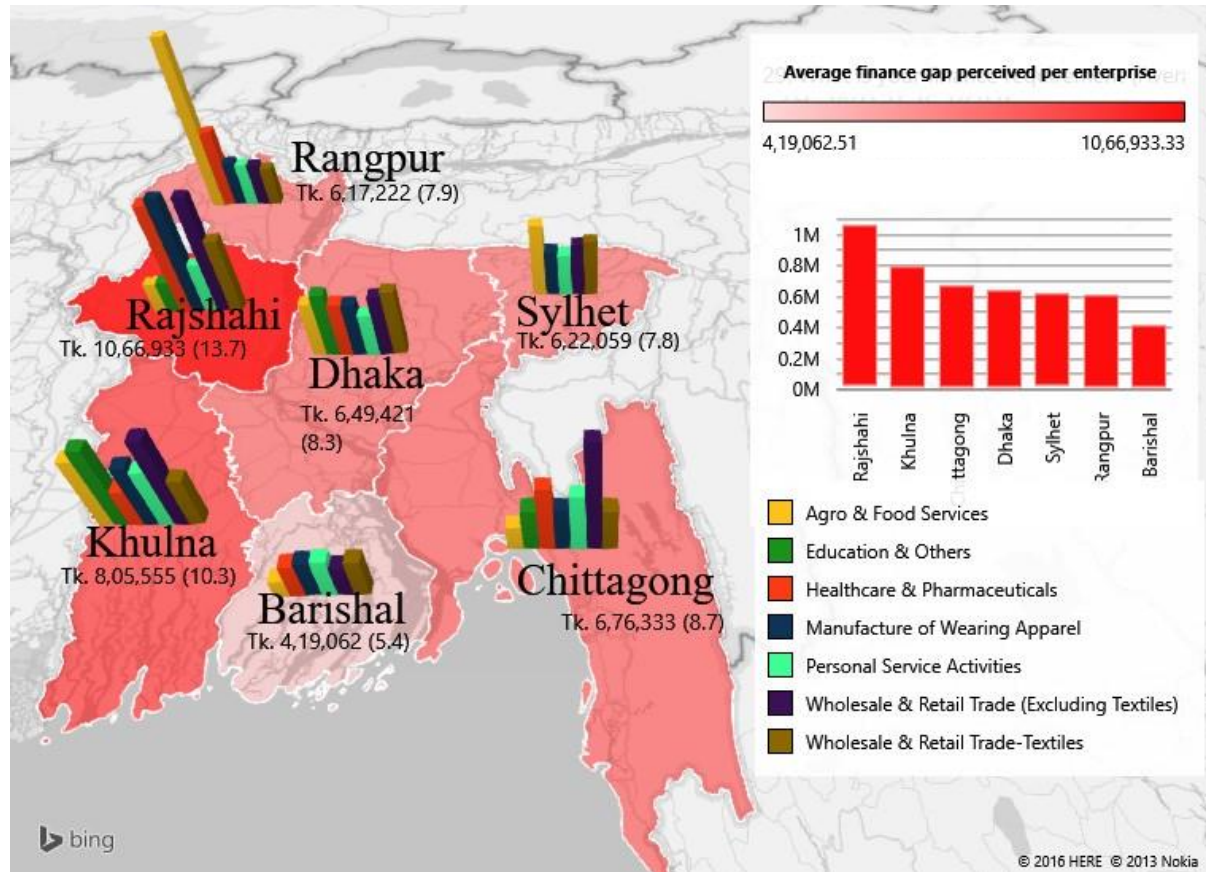 Average finance gap perceived per enterprise
4,19,062.51 10,66,933.33
Rangpur
Tk. 6,17,222 (7.9)
Rajshahi
Tk. 10,66,933 (13.7)
Sylhet
Tk. 6,22,059 (7.8)
Dhaka
Tk. 6,49,421
(8.3)
Khulna
Tk. 8,05,555 (10.3)
Barishal
Tk. 4,19,062 (5.4)
Chittagong
Tk. 6,76,333 (8.7)
1M
0.8M
0.6M
0.4M
0.2M
0M
Rajshahi
Khulna
ttagong
Dhaka
Sylhet
Rangpur
Barishal
Agro & Food Services
Education & Others
Healthcare & Pharmaceuticals
Manufacture of Wearing Apparel
Personal Service Activities
Wholesale & Retail Trade (Excluding Textiles)
Wholesale & Retail Trade-Textiles
bing
© 2016 HERE © 2013 Nokia